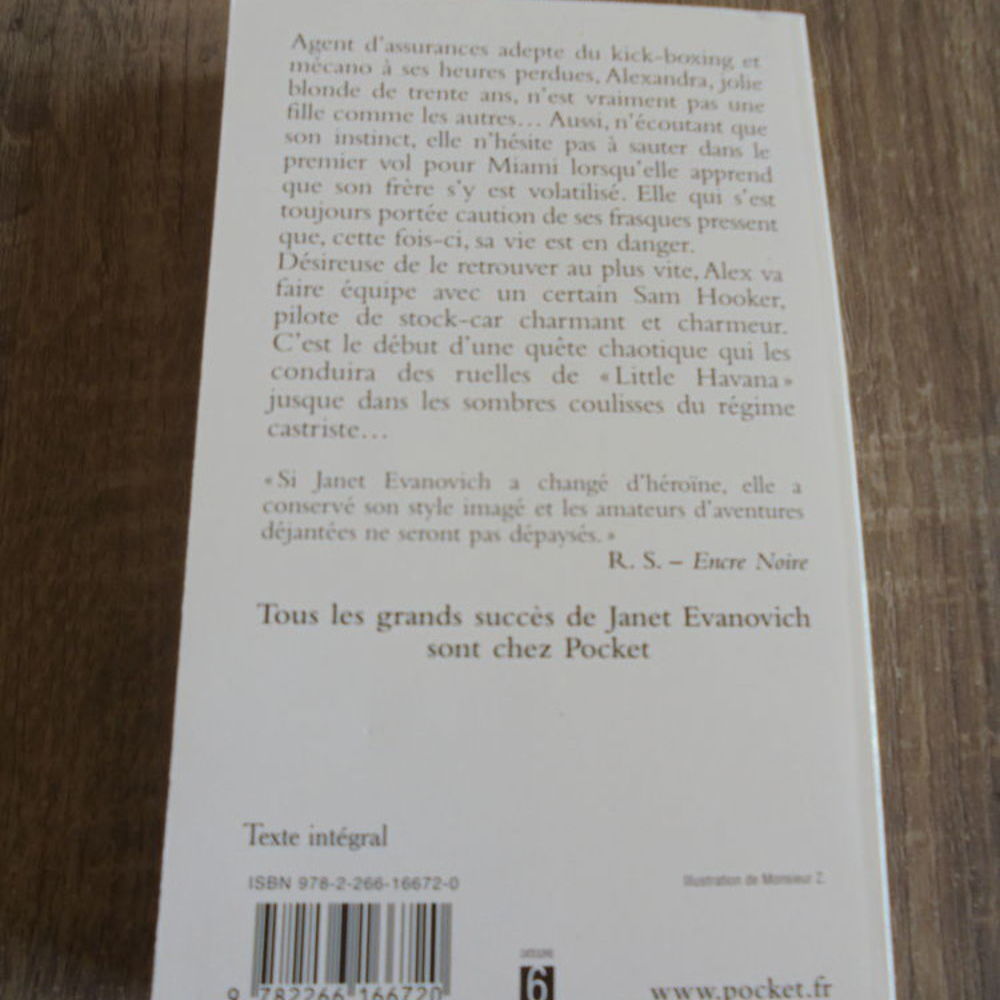 Agent d'assurances adepte du kick-boxing et
mécano à ses heures perdues, Alexandra, jolie
blonde de trente ans, n'est vraiment pas une
fille comme les autres… Aussi, n'écoutant que
son instinct, elle n'hésite pas à sauter dans le
premier vol pour Miami lorsqu'elle apprend
que son frère s'y est volatilisé. Elle qui s'est
toujours portée caution de ses frasques pressent
que, cette fois-ci, sa vie est en danger.
Désireuse de le retrouver au plus vite, Alex va
faire équipe avec un certain Sam Hooker,
pilote de stock-car charmant et charmeur.
C'est le début d'une quête chaotique qui les
conduira des ruelles de « Little Havana »
jusque dans les sombres coulisses du régime
castriste…
« Si Janet Evanovich a changé d'héroïne, elle a
conservé son style imagé et les amateurs d'aventures
déjantées ne seront pas dépaysés. »
R. S. – Encre Noire
Tous les grands succès de Janet Evanovich
sont chez Pocket
Texte intégral
ISBN 978-2-266-16672-0
Illustration de Monsieur Z.
CATÉGORIE
6
9 782266 166720
www.pocket.fr